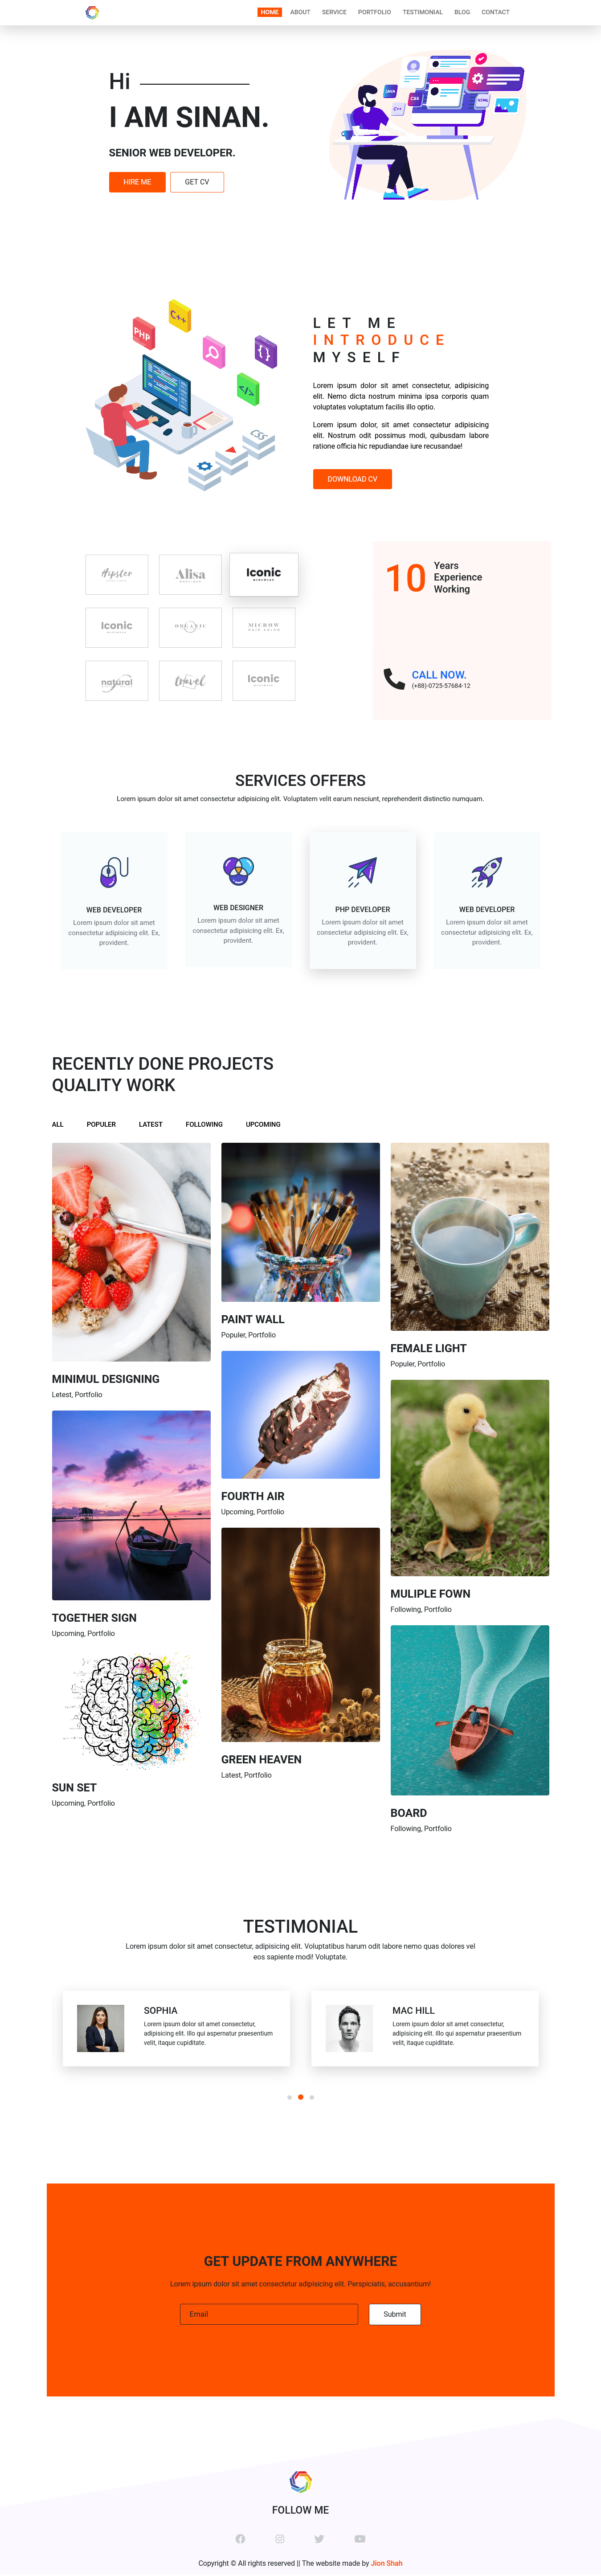 HOME ABOUT SERVICE PORTFOLIO TESTIMONIAL BLOG CONTACT
Hi
I AM SINAN.
SENIOR WEB DEVELOPER.
HIRE ME
GET CV
JAVA
CSS
C++
HTML
PHP
C++
LET ME
INTRODUCE
MYSELF
Lorem ipsum dolor sit amet consectetur, adipisicing
elit. Nemo dicta nostrum minima ipsa corporis quam
voluptates voluptatum facilis illo optio.
Lorem ipsum dolor, sit amet consectetur adipisicing
elit. Nostrum odit possimus modi, quibusdam labore
ratione officia hic repudiandae iure recusandae!
DOWNLOAD CV
Hipster
Alisa
Iconic
Iconic
ORGANIC
MICROW
natural
travel
Iconic
10
Years
Experience
Working
CALL NOW.
(+88)-0725-57684-12
SERVICES OFFERS
Lorem ipsum dolor sit amet consectetur adipisicing elit. Voluptatem velit earum nesciunt, reprehenderit distinctio numquam.
WEB DEVELOPER
Lorem ipsum dolor sit amet
consectetur adipisicing elit. Ex,
provident.
WEB DESIGNER
Lorem ipsum dolor sit amet
consectetur adipisicing elit. Ex,
provident.
PHP DEVELOPER
Lorem ipsum dolor sit amet
consectetur adipisicing elit. Ex,
provident.
WEB DEVELOPER
Lorem ipsum dolor sit amet
consectetur adipisicing elit. Ex,
provident.
RECENTLY DONE PROJECTS
QUALITY WORK
ALL POPULER LATEST FOLLOWING UPCOMING
MINIMUL DESIGNING
Letest, Portfolio
TOGETHER SIGN
Upcoming, Portfolio
SUN SET
Upcoming, Portfolio
PAINT WALL
Populer, Portfolio
FOURTH AIR
Upcoming, Portfolio
GREEN HEAVEN
Latest, Portfolio
FEMALE LIGHT
Populer, Portfolio
MULIPLE FOWN
Following, Portfolio
BOARD
Following, Portfolio
TESTIMONIAL
Lorem ipsum dolor sit amet consectetur, adipisicing elit. Voluptatibus harum odit labore nemo quas dolores vel
eos sapiente modi! Voluptate.
SOPHIA
Lorem ipsum dolor sit amet consectetur,
adipisicing elit. Illo qui aspernatur praesentium
velit, itaque cupiditate.
MAC HILL
Lorem ipsum dolor sit amet consectetur,
adipisicing elit. Illo qui aspernatur praesentium
velit, itaque cupiditate.
GET UPDATE FROM ANYWHERE
Lorem ipsum dolor sit amet consectetur adipisicing elit. Perspiciatis, accusantium!
Email
Submit
FOLLOW ME
Copyright © All rights reserved || The website made by Jion Shah